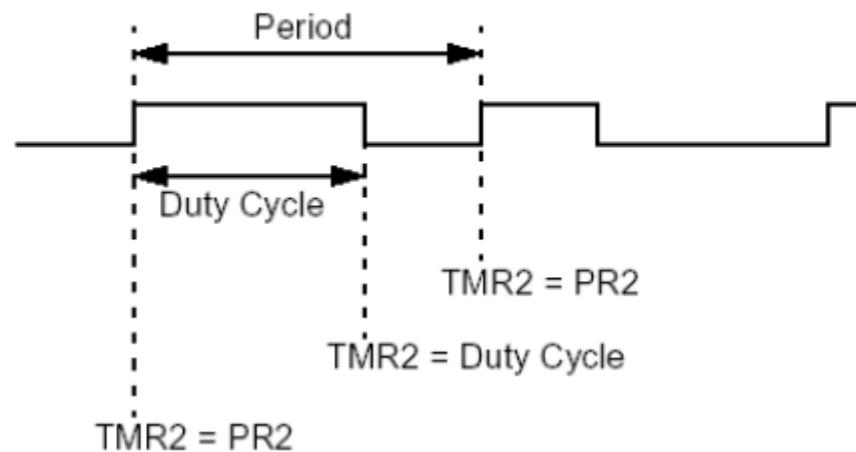 Period
Duty Cycle
TMR2 = PR2
TMR2 = Duty Cycle
TMR2 = PR2